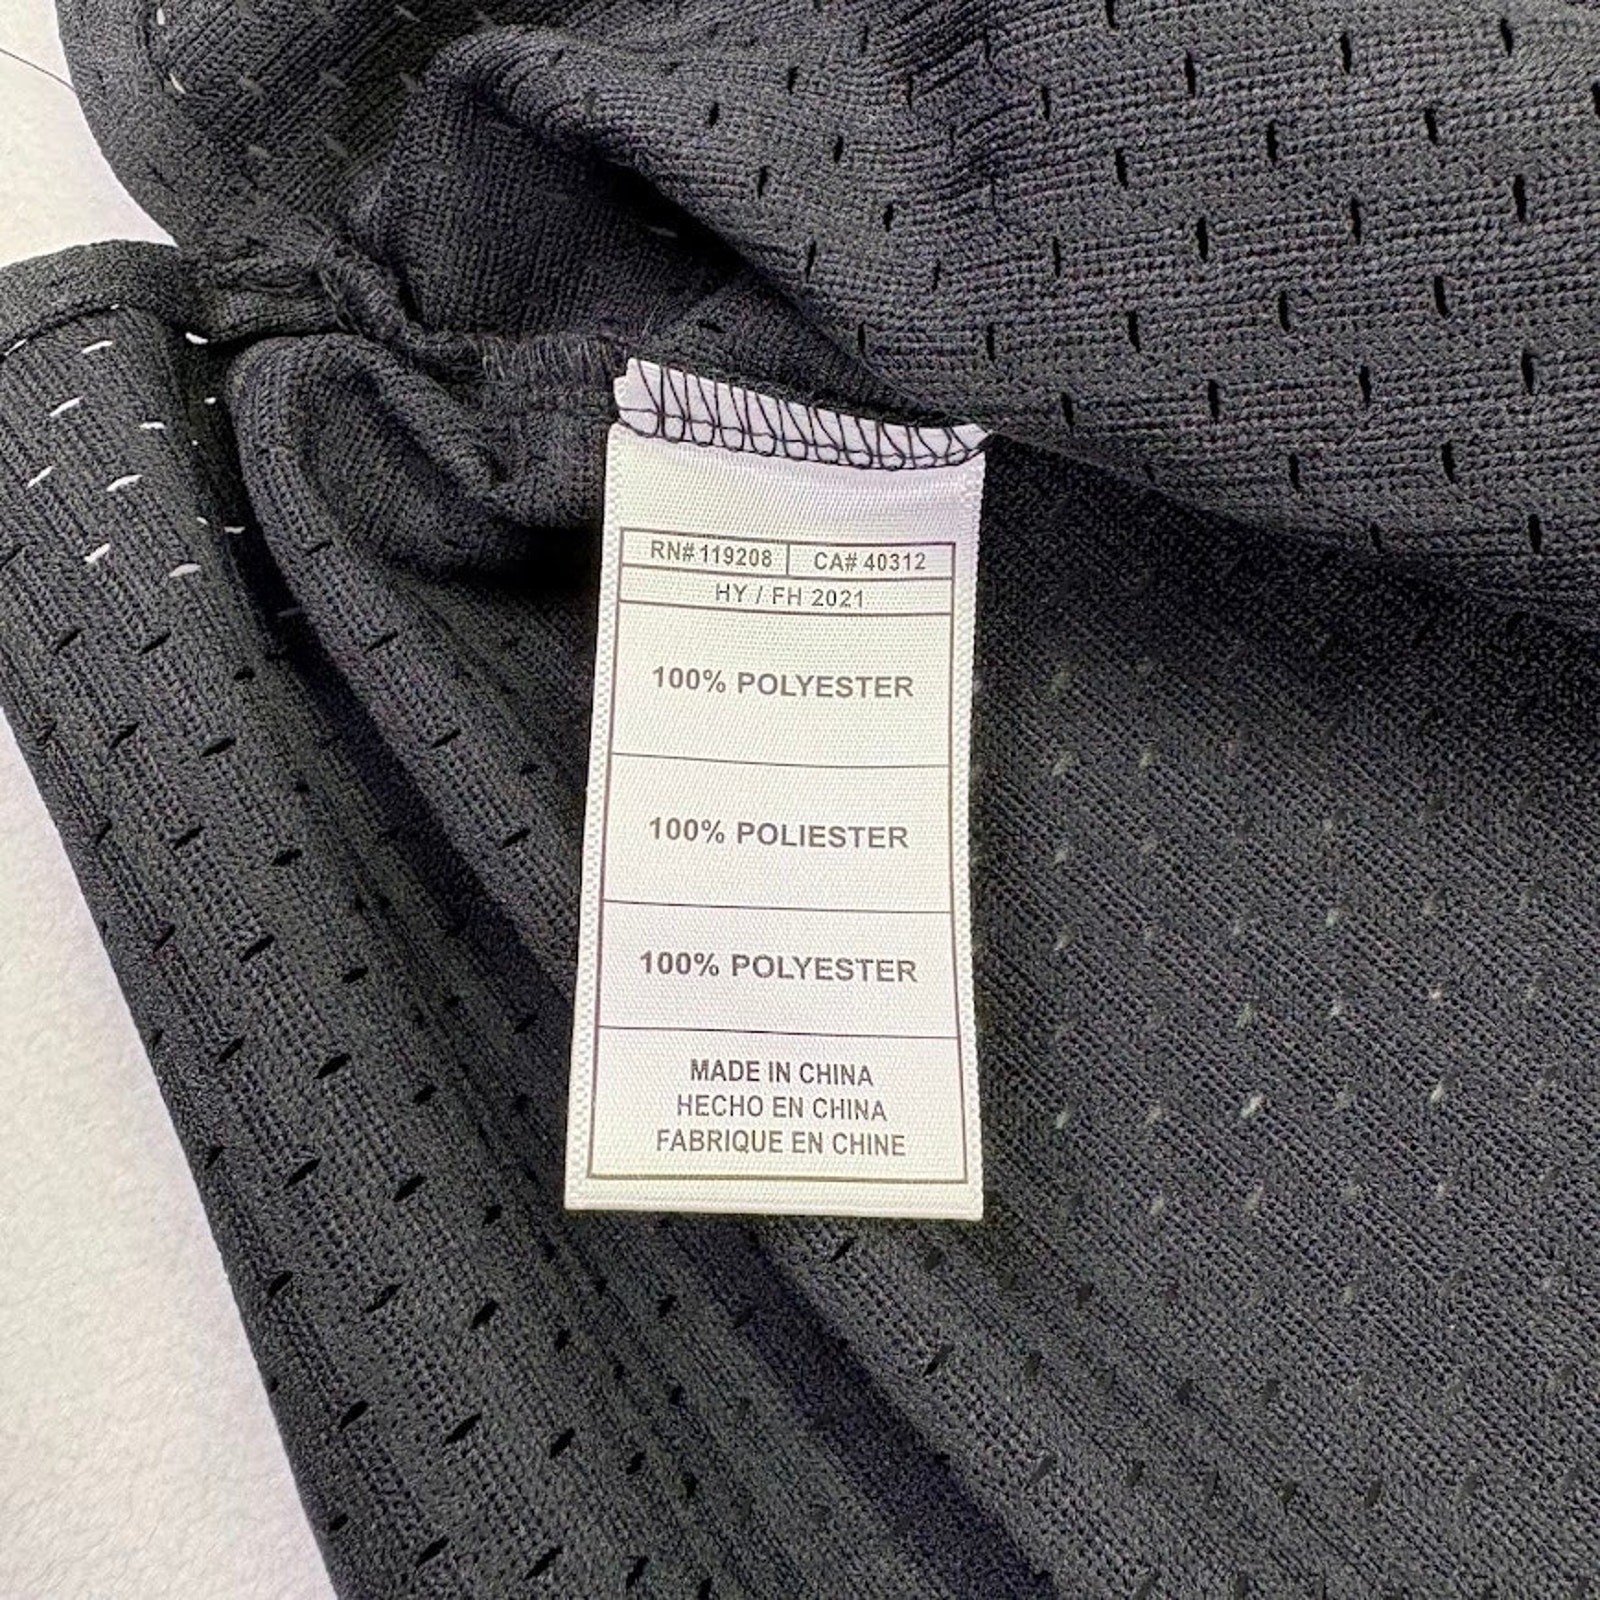 RN# 119208 CA# 40312
HY / FH 2021
100% POLYESTER
100% POLIESTER
100% POLYESTER
MADE IN CHINA
HECHO EN CHINA
FABRIQUE EN CHINE